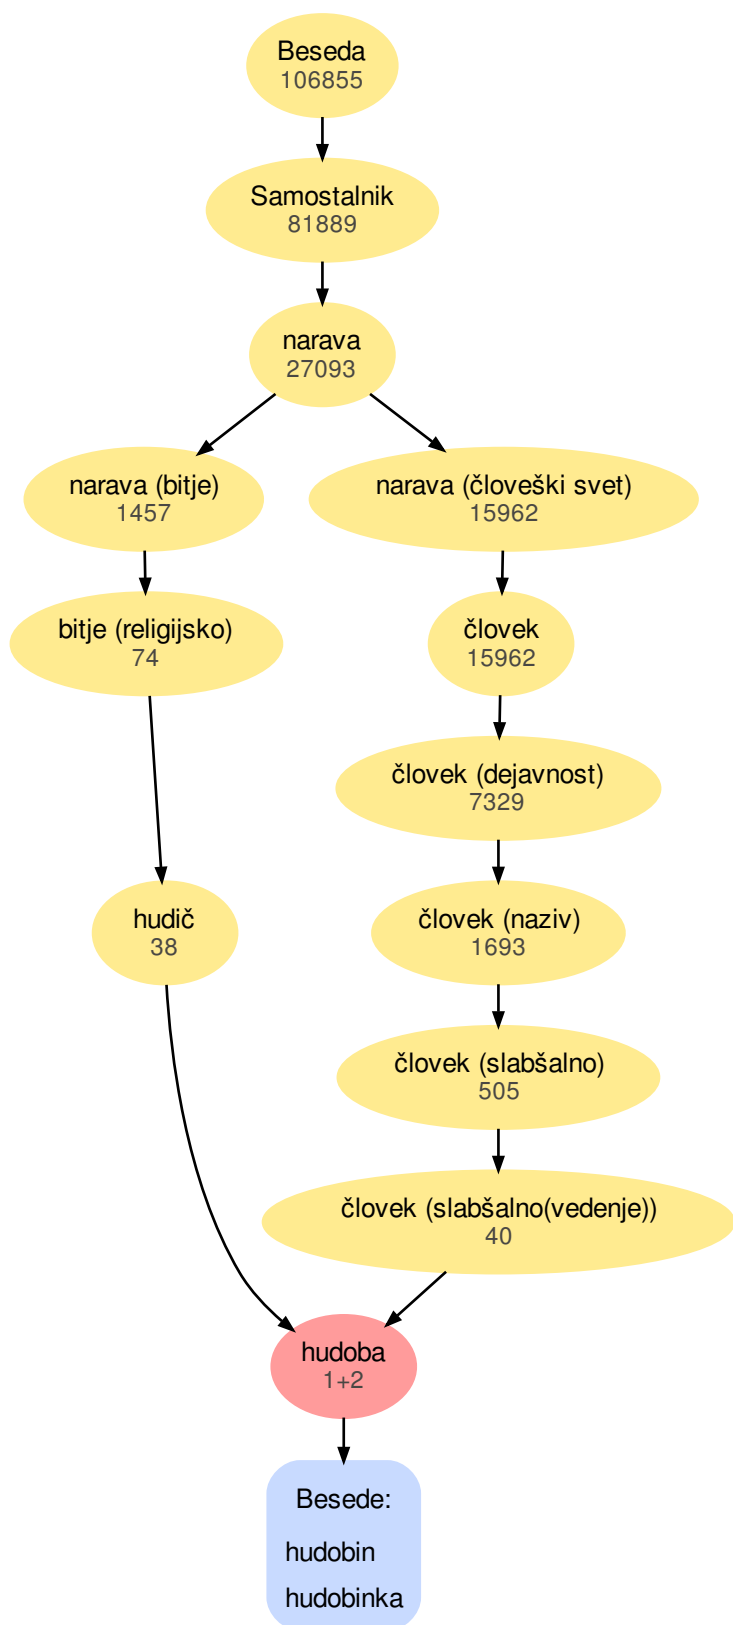 Beseda
106855
Samostalnik
81889
narava
27093
narava (bitje)
1457
narava (človeški svet)
15962
bitje (religijsko)
74
človek
15962
človek (dejavnost)
7329
hudič
38
človek (naziv)
1693
človek (slabšalno)
505
človek (slabšalno(vedenje))
40
hudoba
1+2
Besede:
hudobin
hudobinka